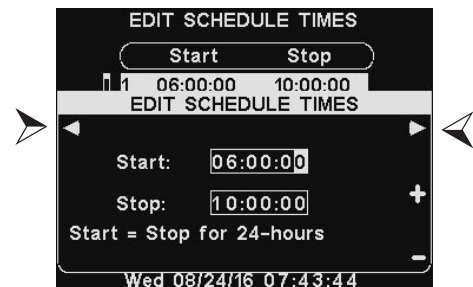 EDIT SCHEDULE TIMES
Start Stop
1 06:00:00 10:00:00
EDIT SCHEDULE TIMES
Start: 06:00:00
Stop: 10:00:00
+
Start = Stop for 24-hours
-
Wed 08/24/16 07:43:44